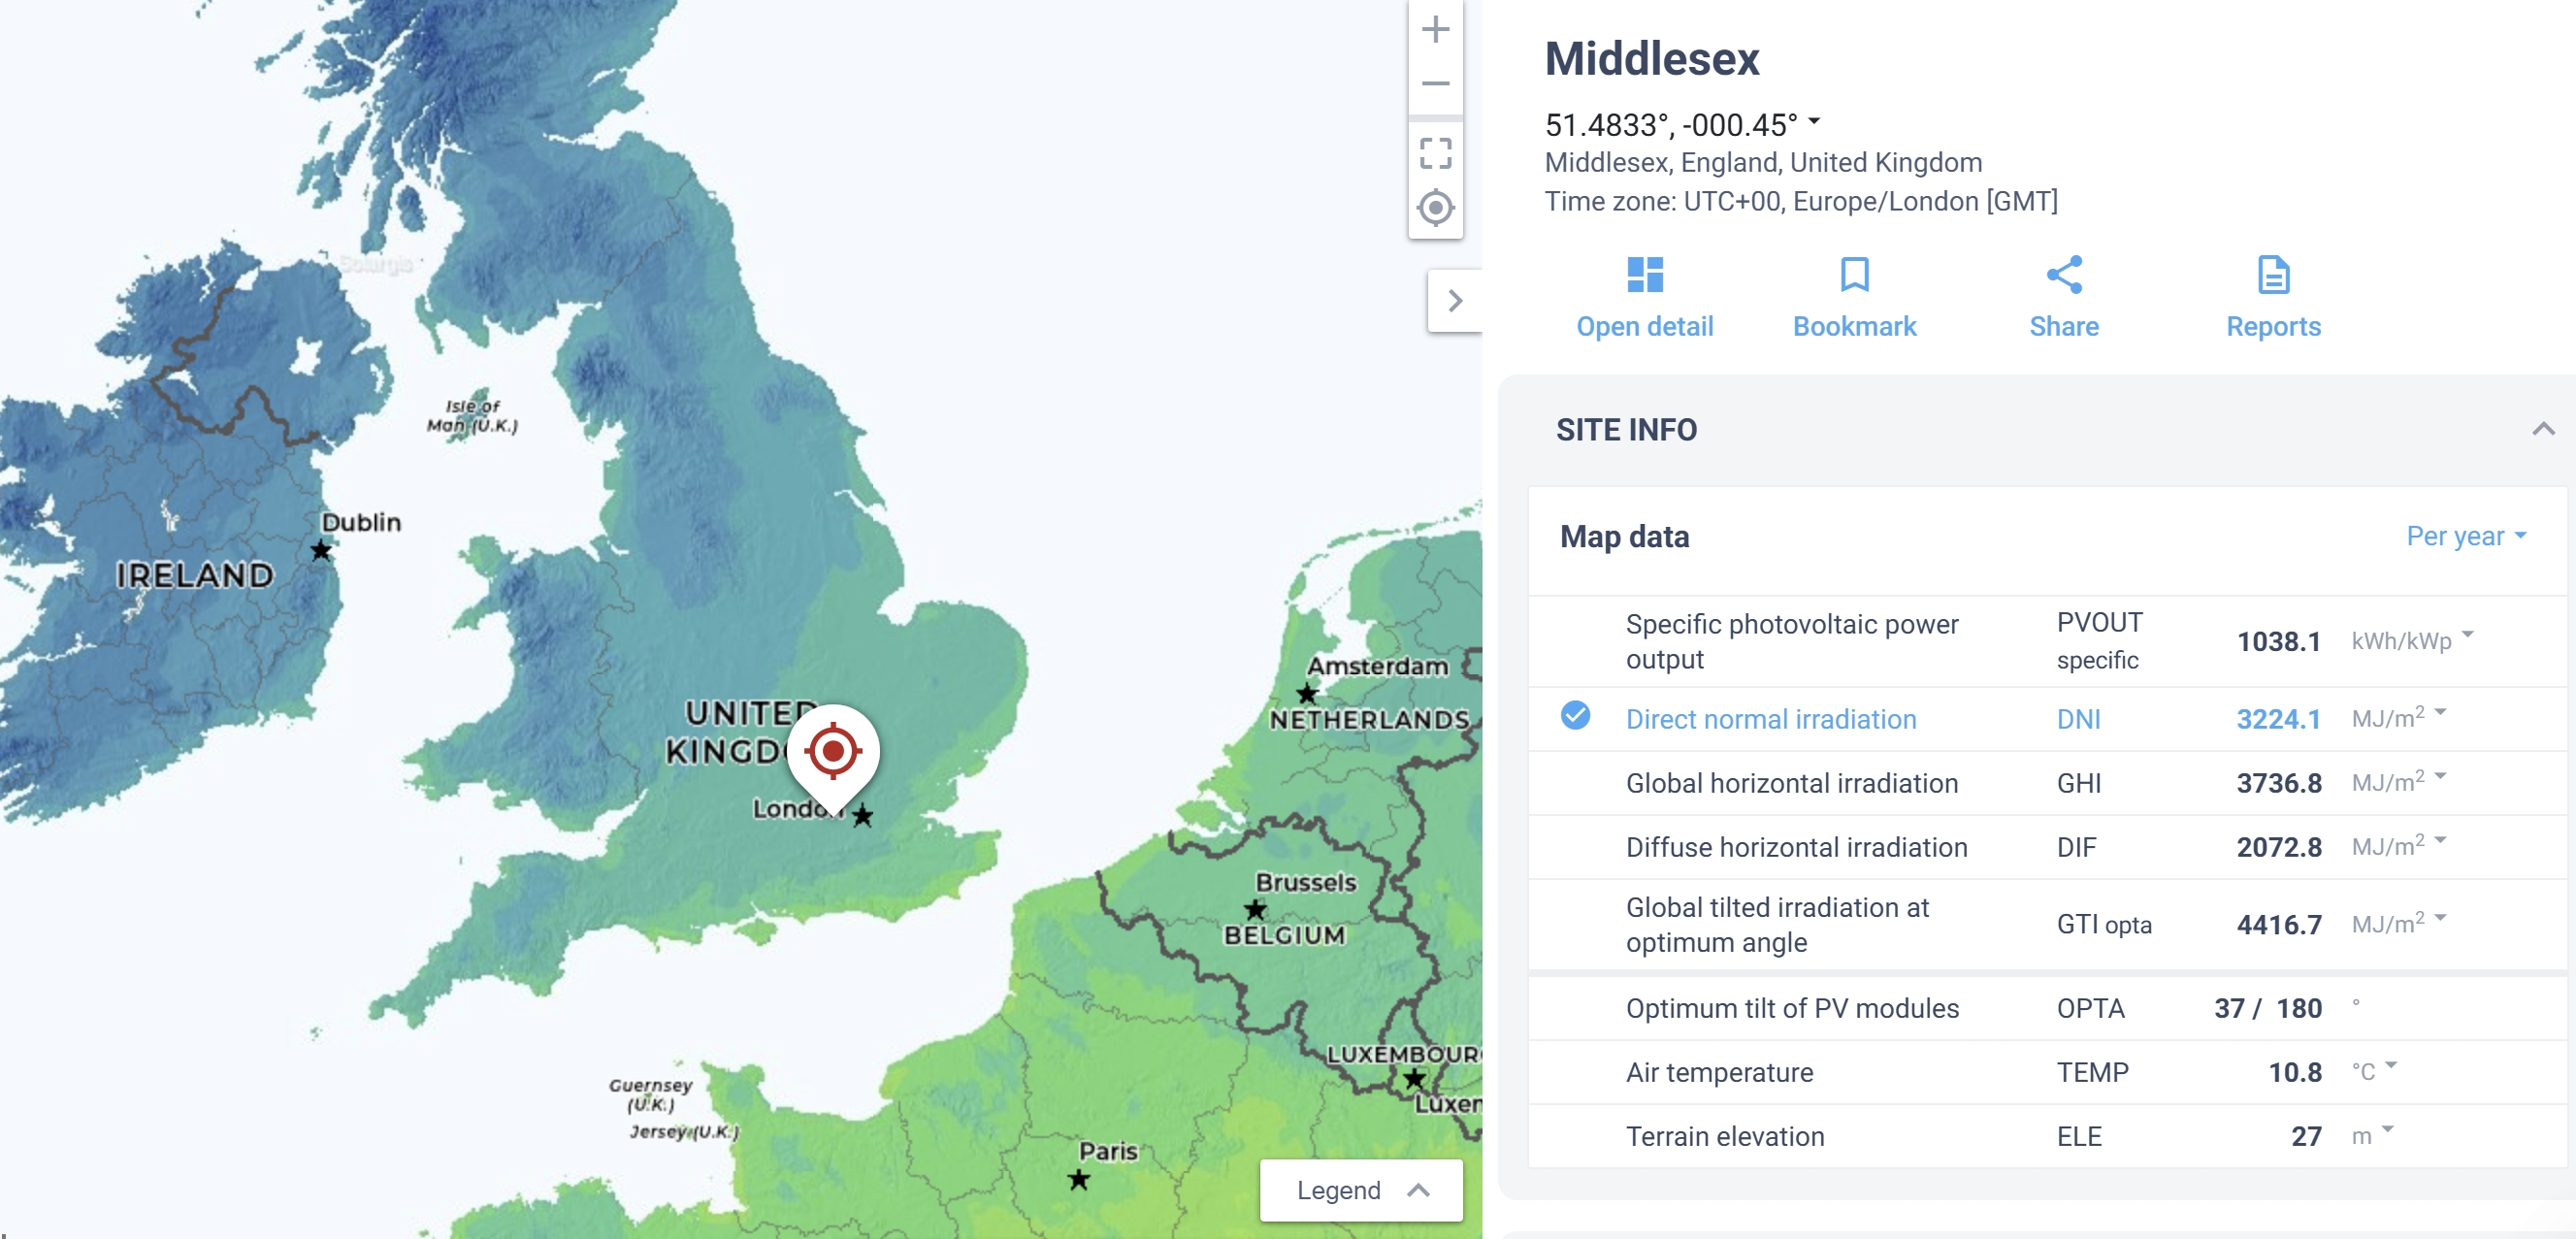 Solargis
Isle of
Man (U.K.)
Dublin
IRELAND
UNITED
KINGD
London
Amsterdam
NETHERLANDS
Brussels
BELGIUM
LUXEMBOUR
Luxem
Guernsey
(U.K.)
Jersey (U.K.)
Paris
Legend
Middlesex
51.4833°, -000.45°
Middlesex, England, United Kingdom
Time zone: UTC+00, Europe/London [GMT]
Open detail Bookmark Share Reports
SITE INFO
Map data Per year
Specific photovoltaic power output PVOUT specific 1038.1 kWh/kWp
Direct normal irradiation DNI 3224.1 MJ/m²
Global horizontal irradiation GHI 3736.8 MJ/m²
Diffuse horizontal irradiation DIF 2072.8 MJ/m²
Global tilted irradiation at optimum angle GTI opta 4416.7 MJ/m²
Optimum tilt of PV modules OPTA 37 / 180 °
Air temperature TEMP 10.8 °C
Terrain elevation ELE 27 m